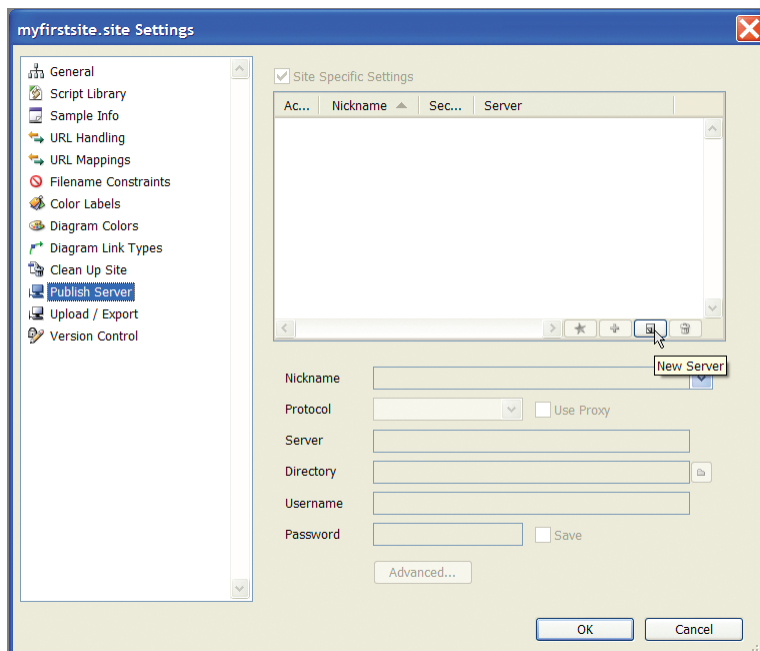 myfirstsite.site Settings
General
Script Library
Sample Info
URL Handling
URL Mappings
Filename Constraints
Color Labels
Diagram Colors
Diagram Link Types
Clean Up Site
Publish Server
Upload / Export
Version Control
Site Specific Settings
Ac... Nickname Sec... Server
New Server
Nickname
Protocol Use Proxy
Server
Directory
Username
Password Save
Advanced...
OK Cancel